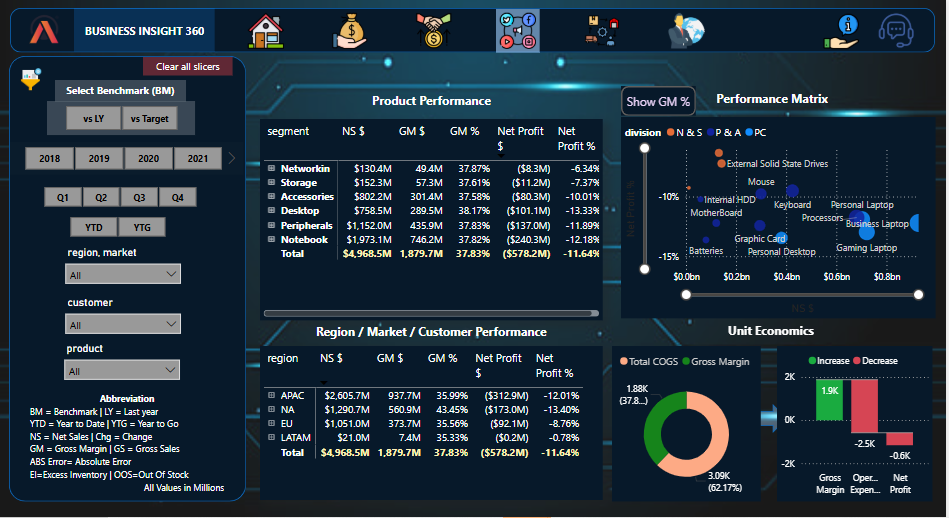 BUSINESS INSIGHT 360
Clear all slicers
Select Benchmark (BM)
vs LY vs Target
2018 2019 2020 2021
Q1 Q2 Q3 Q4
YTD YTG
region, market
All
customer
All
product
All
Abbreviation
BM = Benchmark | LY = Last year
YTD = Year to Date | YTG = Year to Go
NS = Net Sales | Chg = Change
GM = Gross Margin | GS = Gross Sales
ABS Error= Absolute Error
EI=Excess Inventory | OOS=Out Of Stock
All Values in Millions
Product Performance
segment NS $ GM $ GM % Net Profit $ Net Profit %
Networkin $130.4M 49.4M 37.87% ($8.3M) -6.34%
Storage $152.3M 57.3M 37.61% ($11.2M) -7.37%
Accessories $802.2M 301.4M 37.58% ($80.3M) -10.01%
Desktop $758.5M 289.5M 38.17% ($101.1M) -13.33%
Peripherals $1,152.0M 435.9M 37.83% ($137.0M) -11.89%
Notebook $1,973.1M 746.2M 37.82% ($240.3M) -12.18%
Total $4,968.5M 1,879.7M 37.83% ($578.2M) -11.64%
Show GM %
Performance Matrix
division N & S P & A PC
Net Profit %
-10%
-15%
External Solid State Drives
Mouse
Internal HDD
Keyboard
Personal Laptop
MotherBoard
Processors
Business Laptop
Graphic Card
Batteries
Personal Desktop
Gaming Laptop
$0.0bn $0.2bn $0.4bn $0.6bn $0.8bn
NS $
Region / Market / Customer Performance
region NS $ GM $ GM % Net Profit $ Net Profit %
APAC $2,605.7M 937.7M 35.99% ($312.9M) -12.01%
NA $1,290.7M 560.9M 43.45% ($173.0M) -13.40%
EU $1,051.0M 373.7M 35.56% ($92.1M) -8.76%
LATAM $21.0M 7.4M 35.33% ($0.2M) -0.78%
Total $4,968.5M 1,879.7M 37.83% ($578.2M) -11.64%
Unit Economics
Total COGS Gross Margin
1.88K
(37.8...)
3.09K
(62.17%)
Increase Decrease
2K
0K
-2K
1.9K
-2.5K
-0.6K
Gross Margin
Oper... Expen...
Net Profit